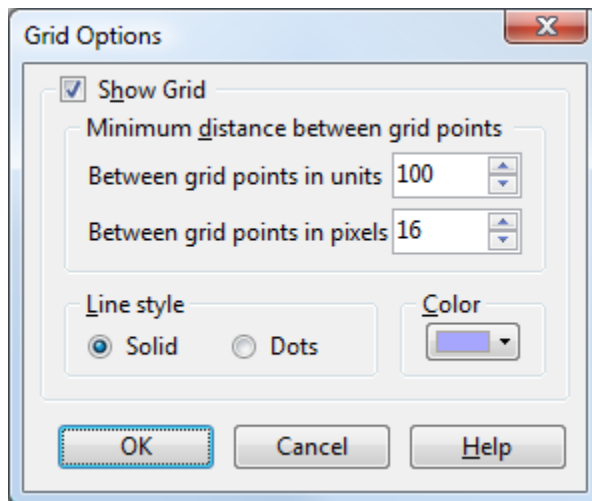 Grid Options
Show Grid
Minimum distance between grid points
Between grid points in units 100
Between grid points in pixels 16
Line style Color
Solid Dots
OK Cancel Help